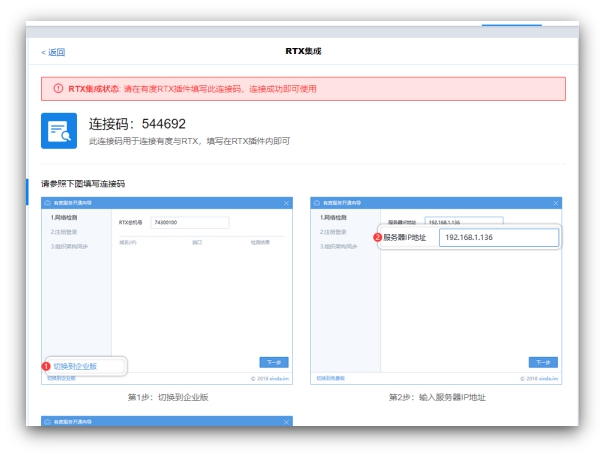 < 返回
RTX集成
RTX集成状态: 请在有度RTX插件填写此连接码，连接成功即可使用
连接码：544692
此连接码用于连接有度与RTX，填写在RTX插件内即可
请参照下图填写连接码
有度服务开通向导
1.网络检测
RTX总机号 74300100
2.注册登录
域名(IP) 端口 检测结果
3.组织架构同步
下一步
1 切换到企业版
切换到企业版 © 2018 xinda.im
第1步：切换到企业版
有度服务开通向导
1.网络检测
服务器IP地址 192.168.1.136
2.注册登录
2 服务器IP地址 192.168.1.136
3.组织架构同步
下一步
© 2018 xinda.im
第2步：输入服务器IP地址
有度服务开通向导